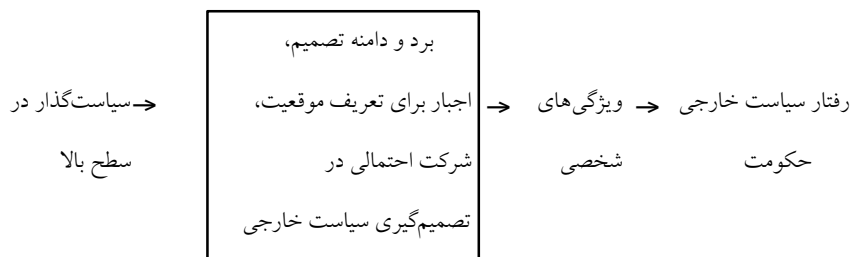 برد و دامنه تصمیم،
رفتار سیاست خارجی → ویژگی‌های → اجبار برای تعریف موقعیت، → سیاست‌گذار در
حکومت شخصی شرکت احتمالی در سطح بالا
تصمیم‌گیری سیاست خارجی